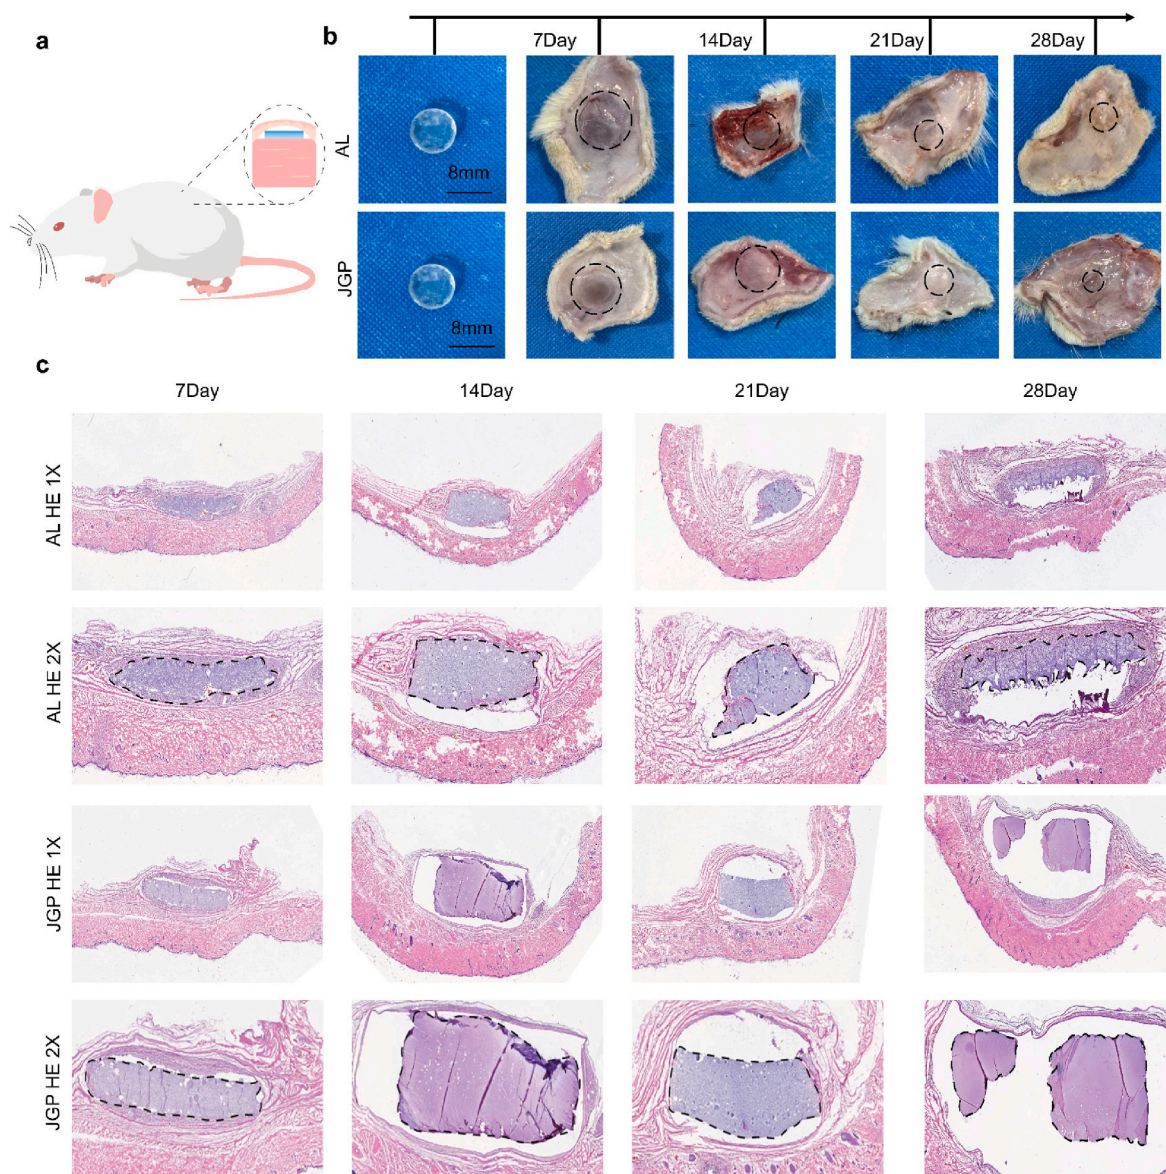 a
b
7Day
14Day
21Day
28Day
AL
8mm
JGP
8mm
c
7Day
14Day
21Day
28Day
AL HE 1X
AL HE 2X
JGP HE 1X
JGP HE 2X